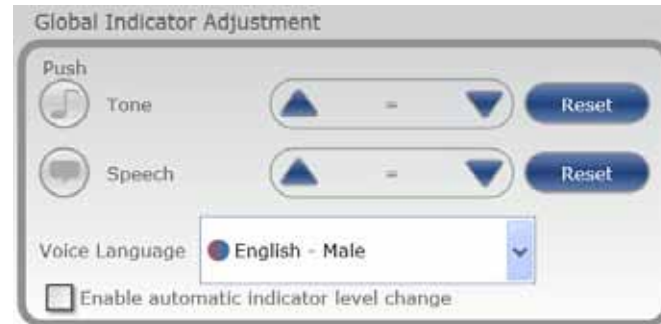 Global Indicator Adjustment
Push
Tone = Reset
Speech = Reset
Voice Language English - Male
Enable automatic indicator level change